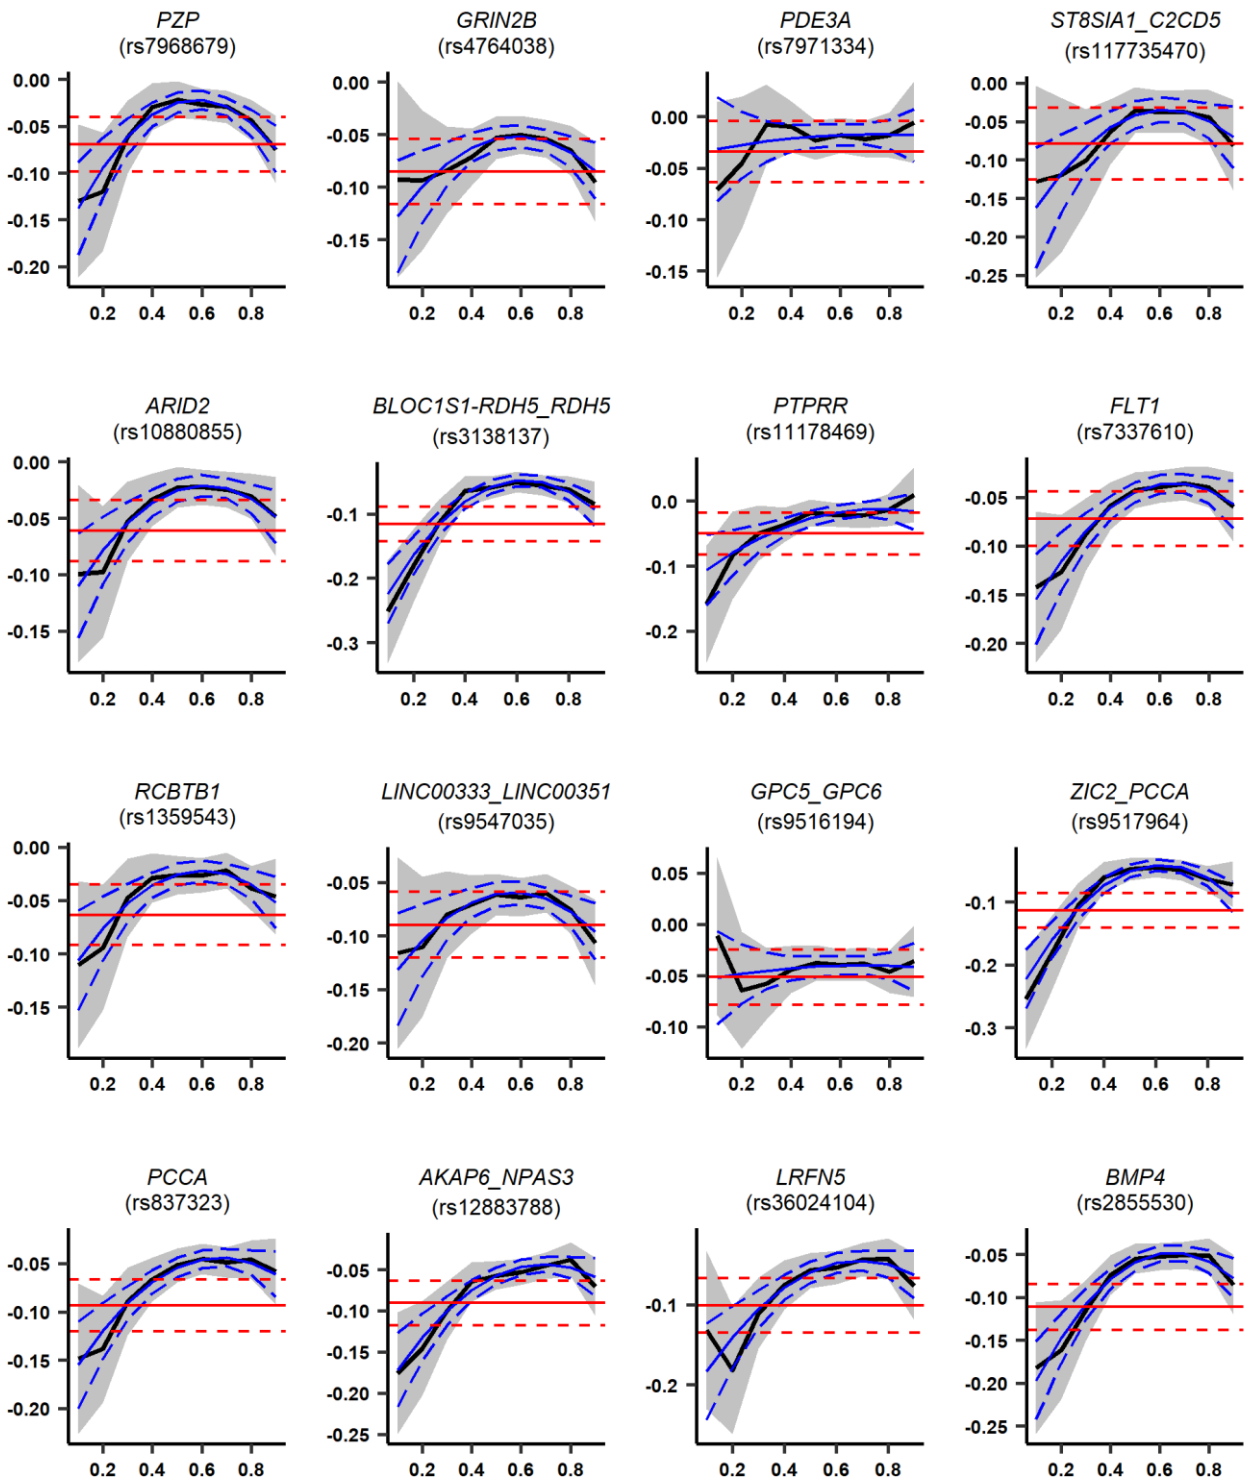 PZP
(rs7968679)
0.00
-0.05
-0.10
-0.15
-0.20
0.2 0.4 0.6 0.8
GRIN2B
(rs4764038)
0.00
-0.05
-0.10
-0.15
0.2 0.4 0.6 0.8
PDE3A
(rs7971334)
0.00
-0.05
-0.10
-0.15
0.2 0.4 0.6 0.8
ST8SIA1_C2CD5
(rs117735470)
0.00
-0.05
-0.10
-0.15
-0.20
-0.25
0.2 0.4 0.6 0.8
ARID2
(rs10880855)
0.00
-0.05
-0.10
-0.15
0.2 0.4 0.6 0.8
BLOC1S1-RDH5_RDH5
(rs3138137)
-0.1
-0.2
-0.3
0.2 0.4 0.6 0.8
PTPRR
(rs11178469)
0.0
-0.1
-0.2
0.2 0.4 0.6 0.8
FLT1
(rs7337610)
-0.05
-0.10
-0.15
-0.20
0.2 0.4 0.6 0.8
RCBTB1
(rs1359543)
0.00
-0.05
-0.10
-0.15
0.2 0.4 0.6 0.8
LINC00333_LINC00351
(rs9547035)
-0.05
-0.10
-0.15
-0.20
0.2 0.4 0.6 0.8
GPC5_GPC6
(rs9516194)
0.05
0.00
-0.05
-0.10
0.2 0.4 0.6 0.8
ZIC2_PCCA
(rs9517964)
-0.1
-0.2
-0.3
0.2 0.4 0.6 0.8
PCCA
(rs837323)
-0.05
-0.10
-0.15
-0.20
0.2 0.4 0.6 0.8
AKAP6_NPAS3
(rs12883788)
-0.05
-0.10
-0.15
-0.20
-0.25
0.2 0.4 0.6 0.8
LRFN5
(rs36024104)
-0.1
-0.2
0.2 0.4 0.6 0.8
BMP4
(rs2855530)
-0.05
-0.10
-0.15
-0.20
-0.25
0.2 0.4 0.6 0.8